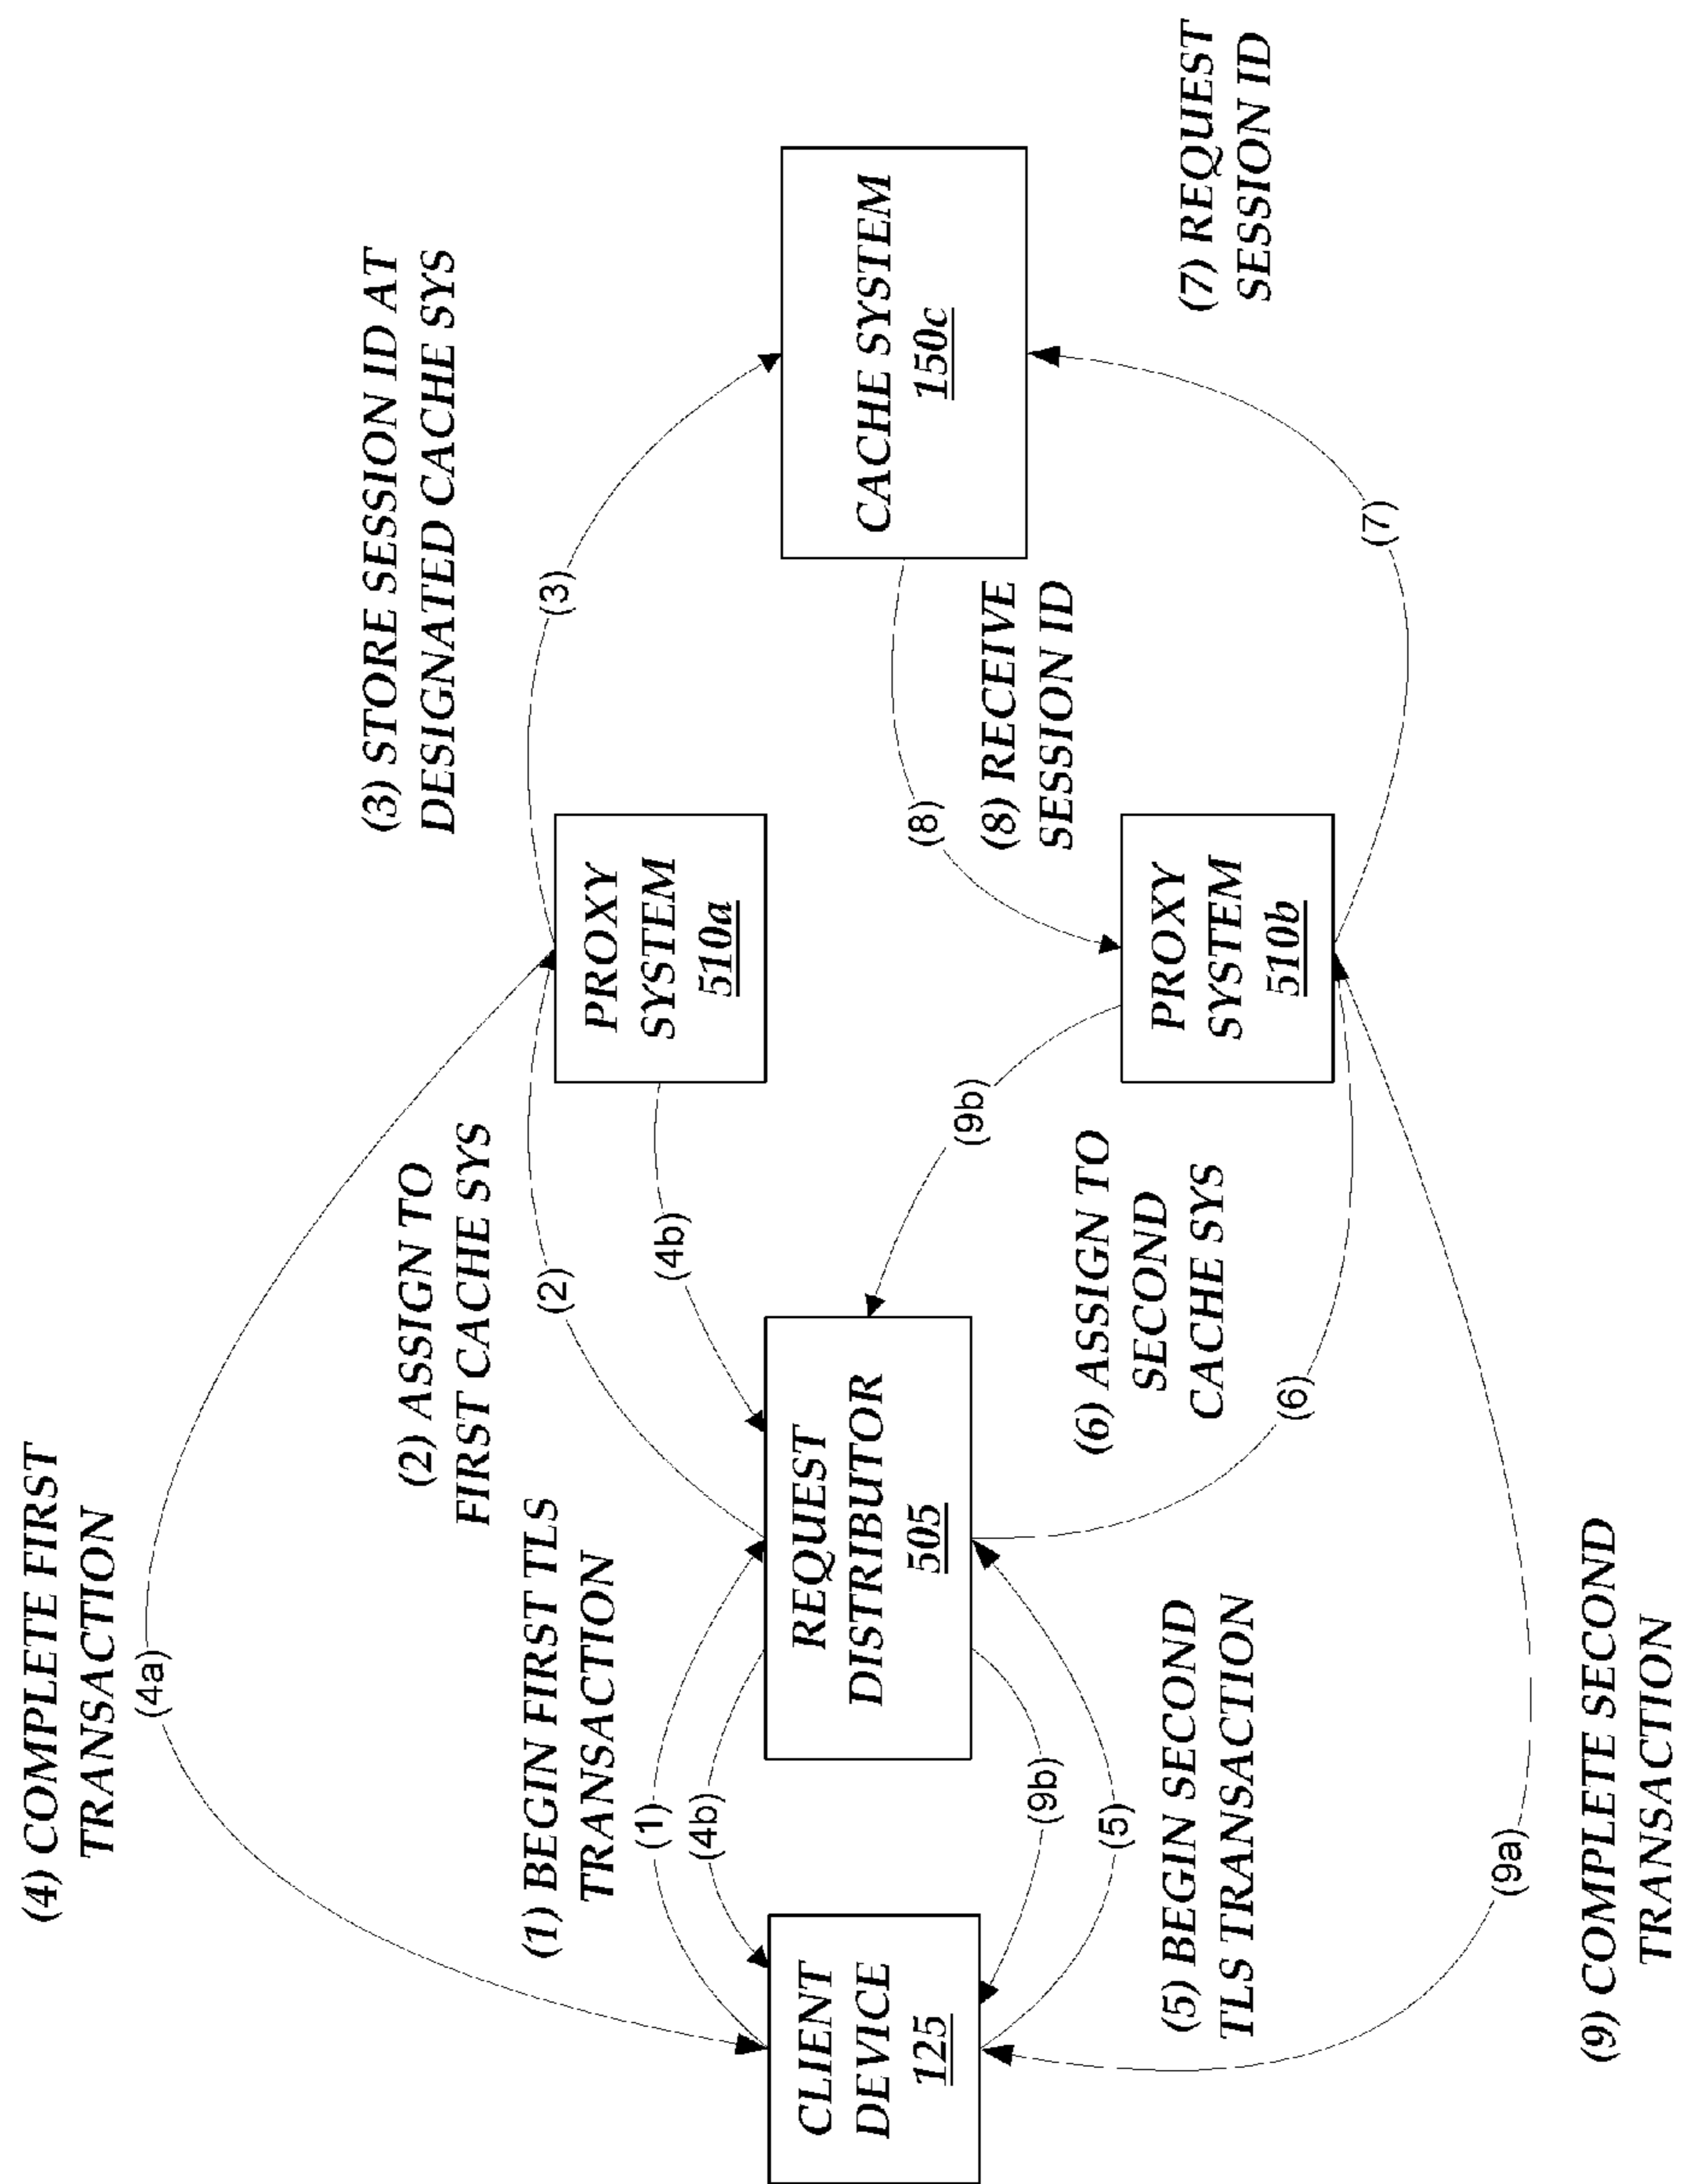 (4) COMPLETE FIRST
TRANSACTION
(4a)
(3) STORE SESSION ID AT
DESIGNATED CACHE SYS
(2) ASSIGN TO
FIRST CACHE SYS
(1) BEGIN FIRST TLS
TRANSACTION
(2)
(3)
(1)
(4b)
(4b)
PROXY
SYSTEM
510a
CLIENT
DEVICE
125
REQUEST
DISTRIBUTOR
505
CACHE SYSTEM
150c
(8)
(9b)
(9b)
(8) RECEIVE
SESSION ID
(5)
(6) ASSIGN TO
SECOND
CACHE SYS
(5) BEGIN SECOND
TLS TRANSACTION
PROXY
SYSTEM
510b
(7) REQUEST
SESSION ID
(6)
(7)
(9a)
(9) COMPLETE SECOND
TRANSACTION